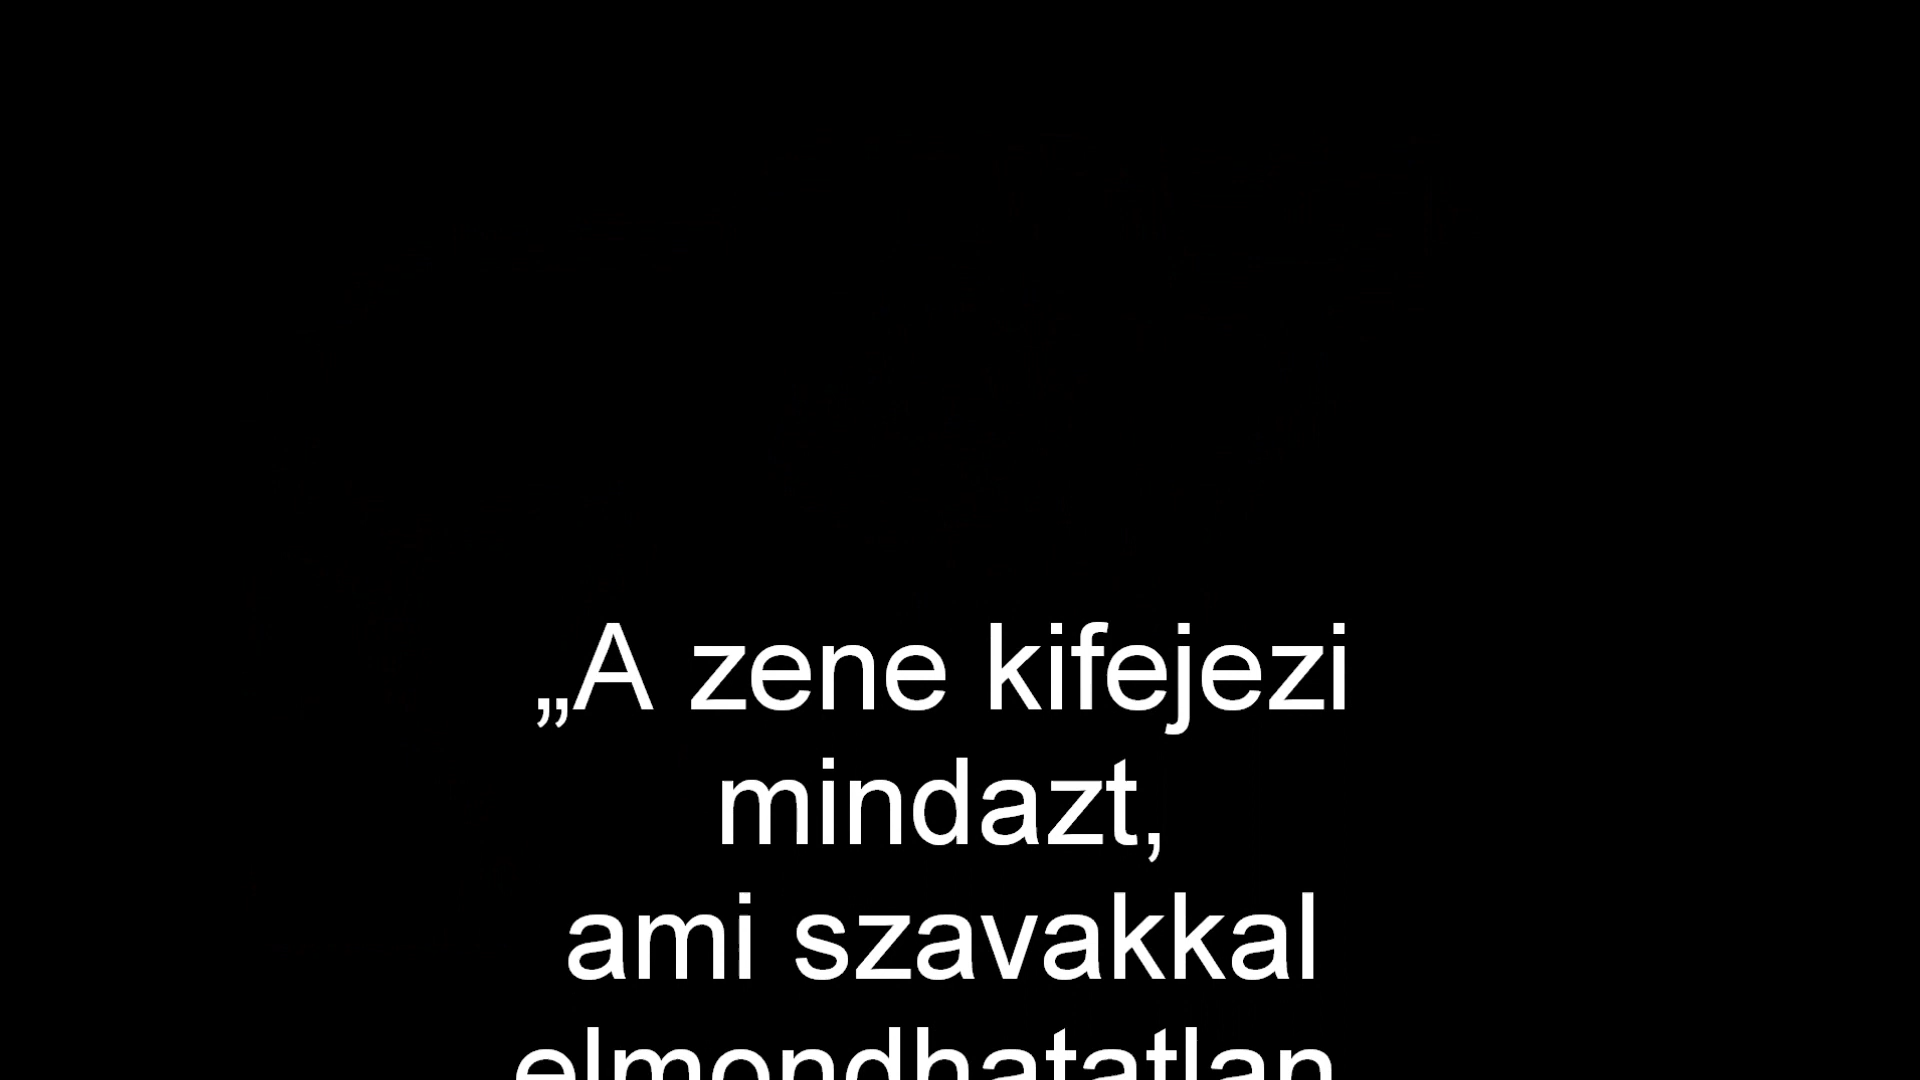 „A zene kifejezi
mindazt,
ami szavakkal
elmondhatatlan